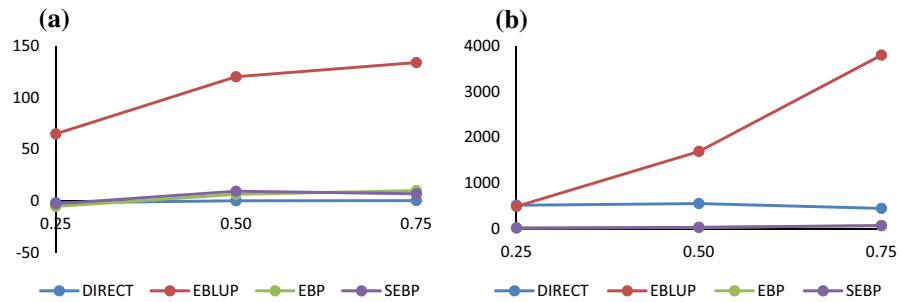 (a)
150
100
50
0
-50
0.25
0.50
0.75
DIRECT
EBLUP
EBP
SEBP
(b)
4000
3000
2000
1000
0
0.25
0.50
0.75
DIRECT
EBLUP
EBP
SEBP